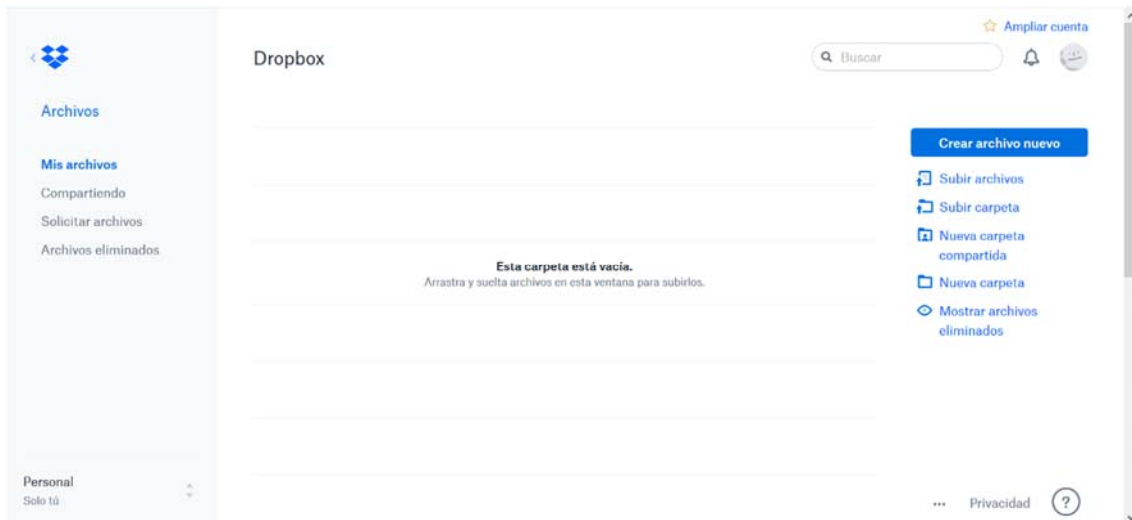 Ampliar cuenta
Dropbox
Buscar
Archivos
Mis archivos
Compartiendo
Solicitar archivos
Archivos eliminados
Esta carpeta está vacía.
Arrastra y suelta archivos en esta ventana para subirlos.
Crear archivo nuevo
Subir archivos
Subir carpeta
Nueva carpeta
compartida
Nueva carpeta
Mostrar archivos
eliminados
Personal
Solo tú
... Privacidad ?